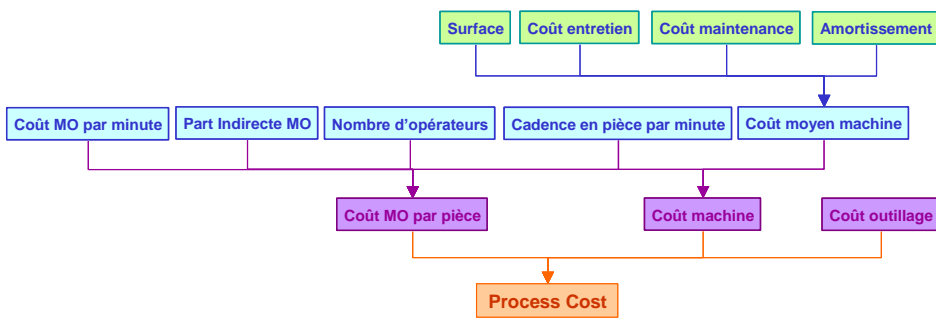 Surface
Coût entretien
Coût maintenance
Amortissement
Coût MO par minute
Part Indirecte MO
Nombre d'opérateurs
Cadence en pièce par minute
Coût moyen machine
Coût MO par pièce
Coût machine
Coût outillage
Process Cost